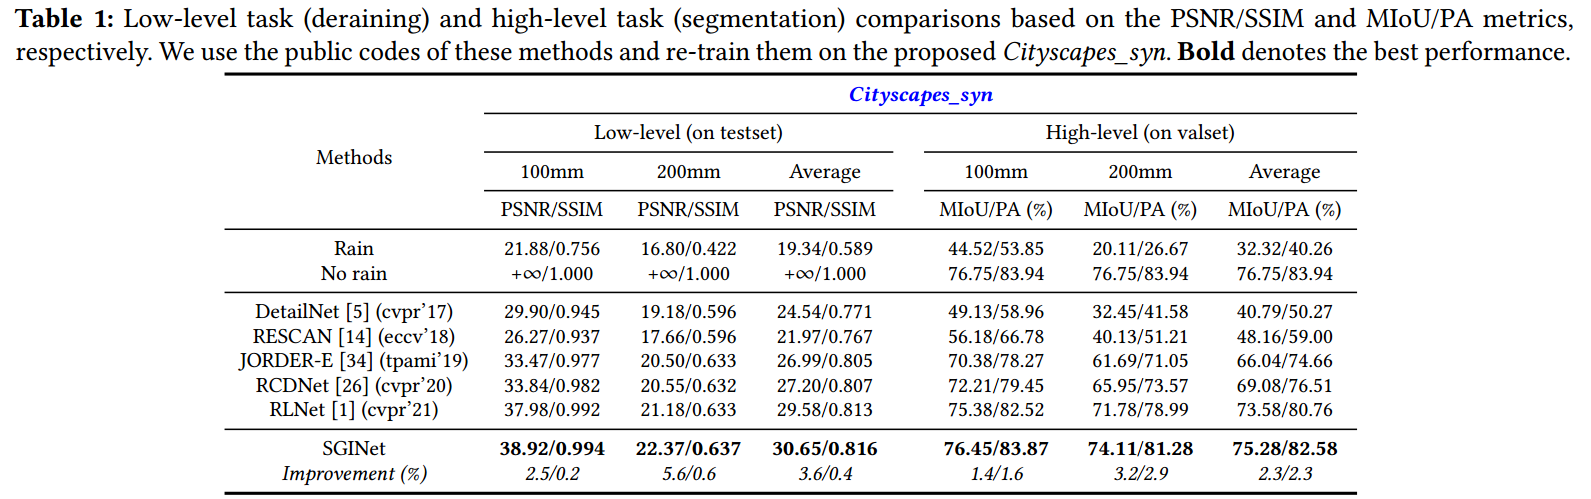 Table 1: Low-level task (deraining) and high-level task (segmentation) comparisons based on the PSNR/SSIM and MIoU/PA metrics,
respectively. We use the public codes of these methods and re-train them on the proposed Cityscapes_syn. Bold denotes the best performance.
Cityscapes_syn
Methods Low-level (on testset) High-level (on valset)
100mm 200mm Average 100mm 200mm Average
PSNR/SSIM PSNR/SSIM PSNR/SSIM MIoU/PA (%) MIoU/PA (%) MIoU/PA (%)
Rain 21.88/0.756 16.80/0.422 19.34/0.589 44.52/53.85 20.11/26.67 32.32/40.26
No rain +∞/1.000 +∞/1.000 +∞/1.000 76.75/83.94 76.75/83.94 76.75/83.94
DetailNet [5] (cvpr'17) 29.90/0.945 19.18/0.596 24.54/0.771 49.13/58.96 32.45/41.58 40.79/50.27
RESCAN [14] (eccv'18) 26.27/0.937 17.66/0.596 21.97/0.767 56.18/66.78 40.13/51.21 48.16/59.00
JORDER-E [34] (tpami'19) 33.47/0.977 20.50/0.633 26.99/0.805 70.38/78.27 61.69/71.05 66.04/74.66
RCDNet [26] (cvpr'20) 33.84/0.982 20.55/0.632 27.20/0.807 72.21/79.45 65.95/73.57 69.08/76.51
RLNet [1] (cvpr'21) 37.98/0.992 21.18/0.633 29.58/0.813 75.38/82.52 71.78/78.99 73.58/80.76
SGINet 38.92/0.994 22.37/0.637 30.65/0.816 76.45/83.87 74.11/81.28 75.28/82.58
Improvement (%) 2.5/0.2 5.6/0.6 3.6/0.4 1.4/1.6 3.2/2.9 2.3/2.3